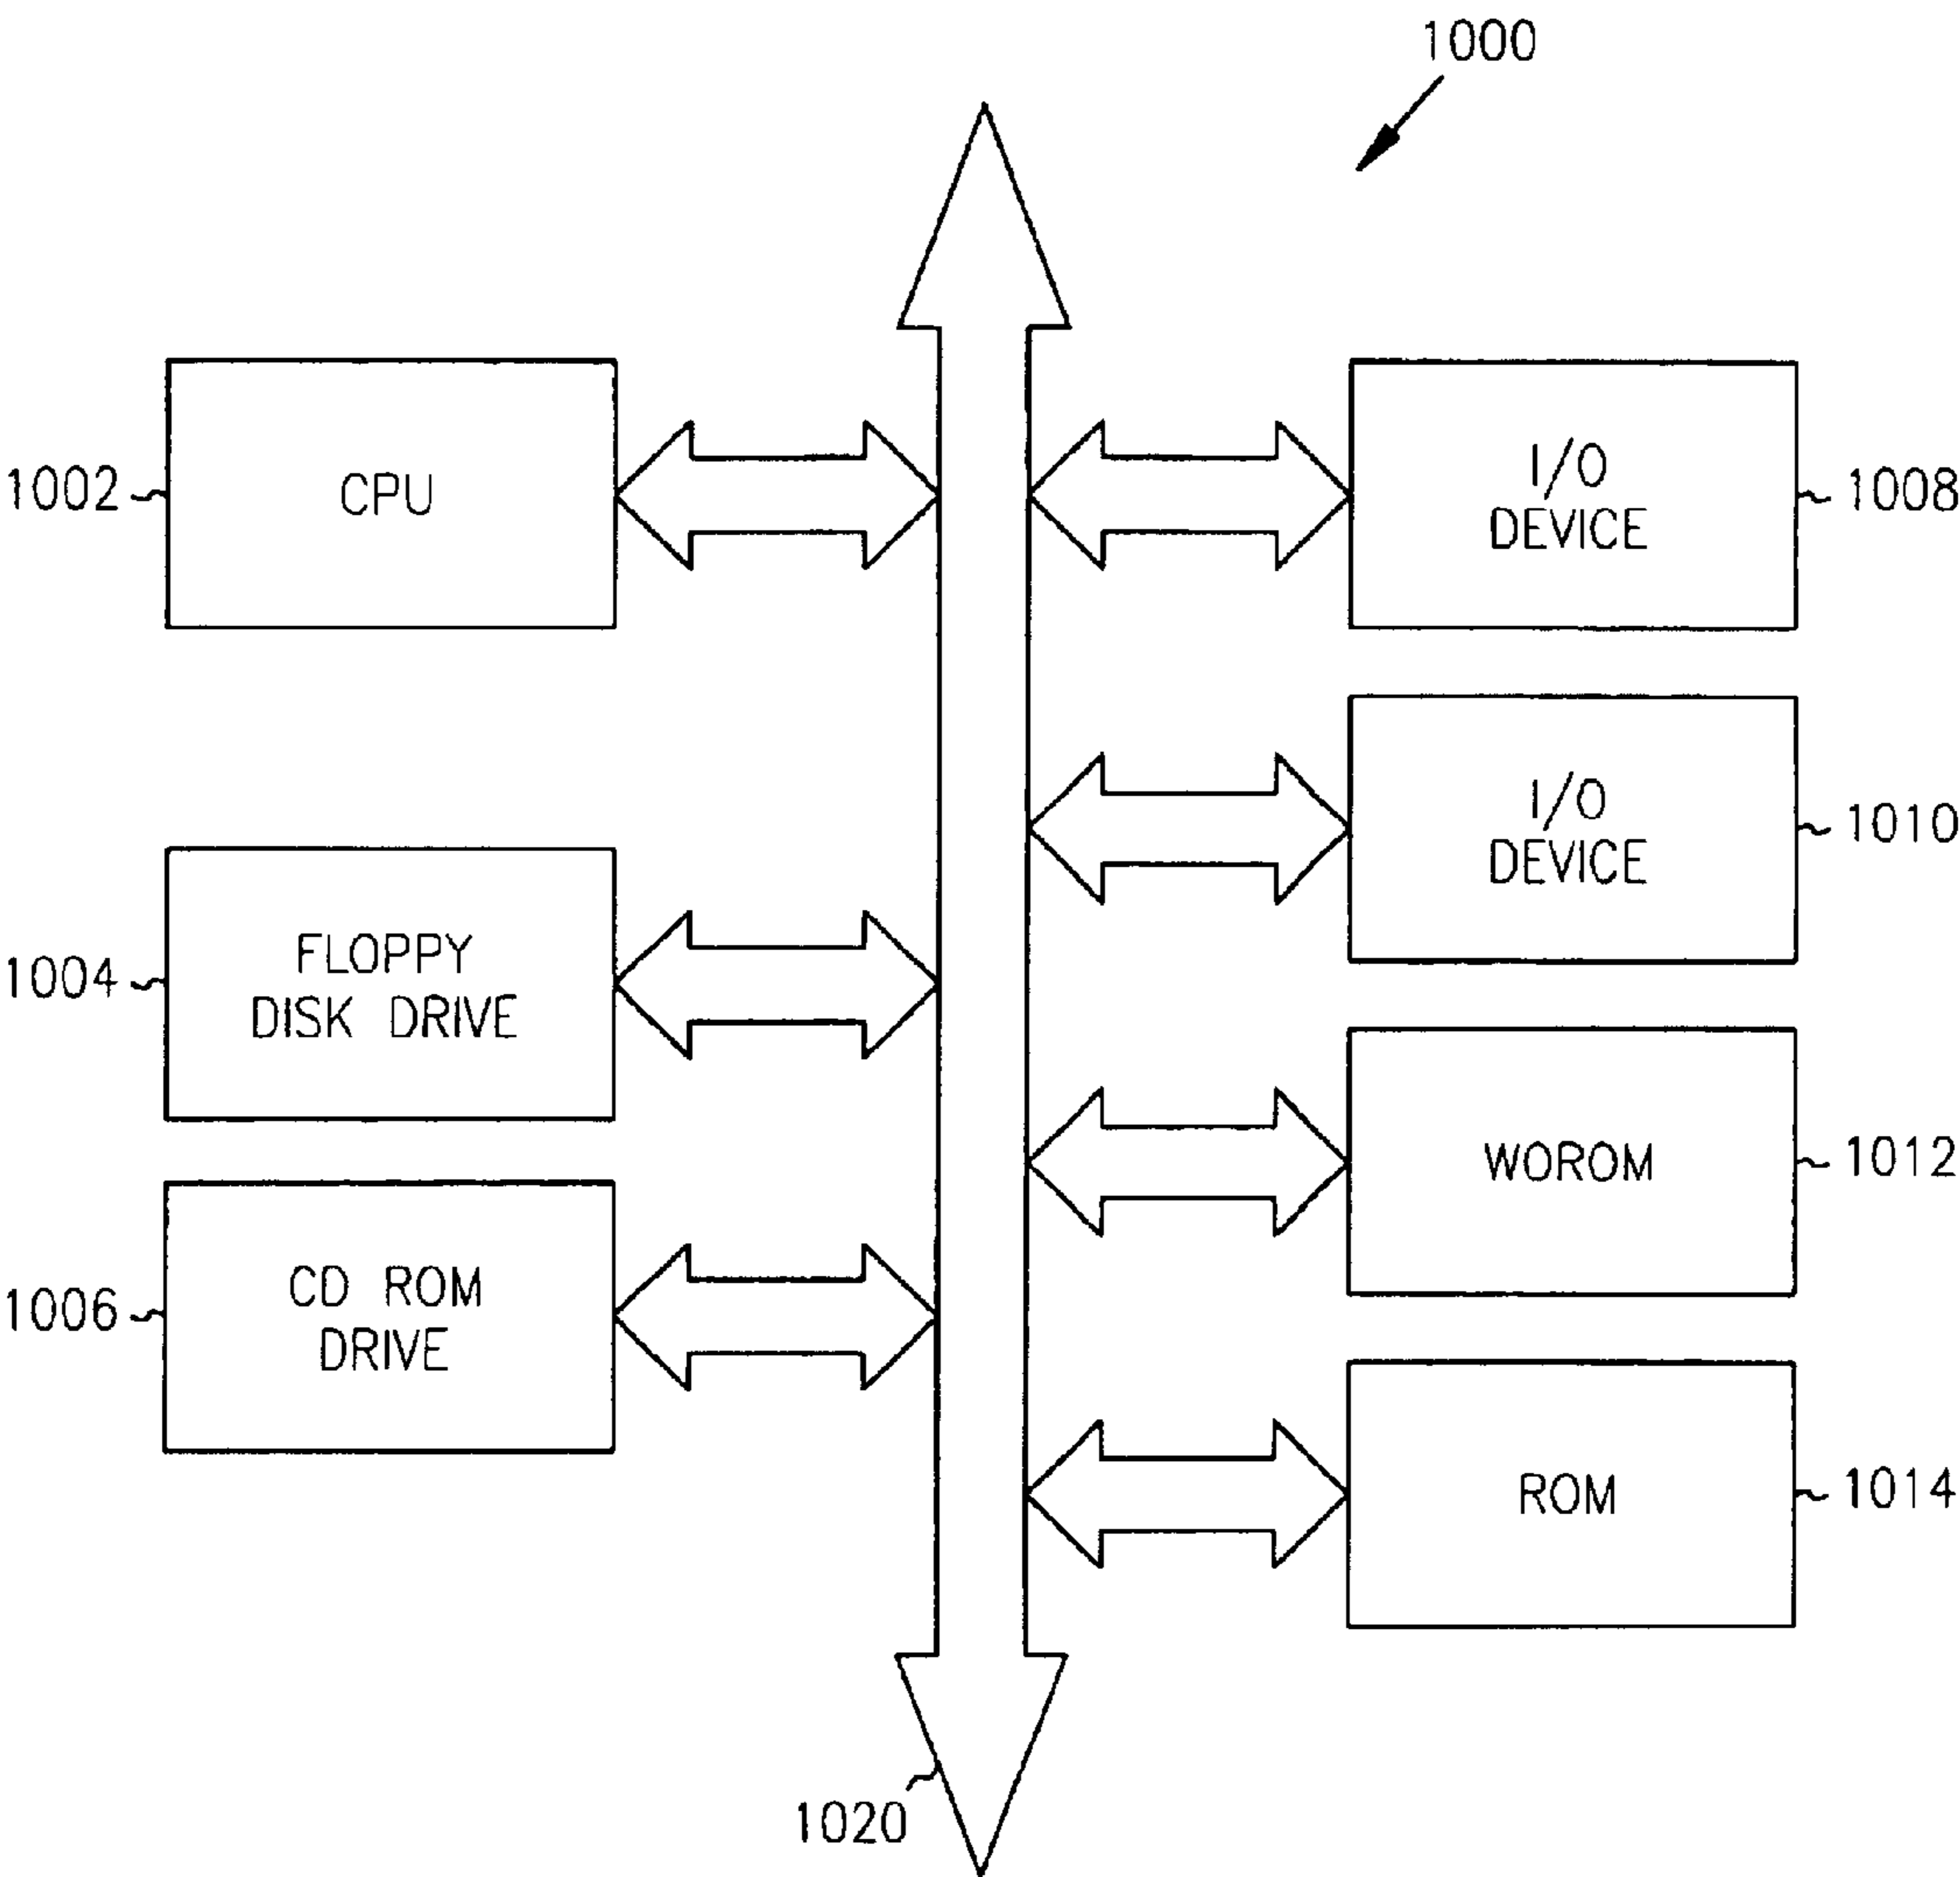 1000
1002
CPU
I/O
DEVICE
1008
I/O
DEVICE
1010
1004
FLOPPY
DISK DRIVE
WOROM
1012
1006
CD ROM
DRIVE
ROM
1014
1020